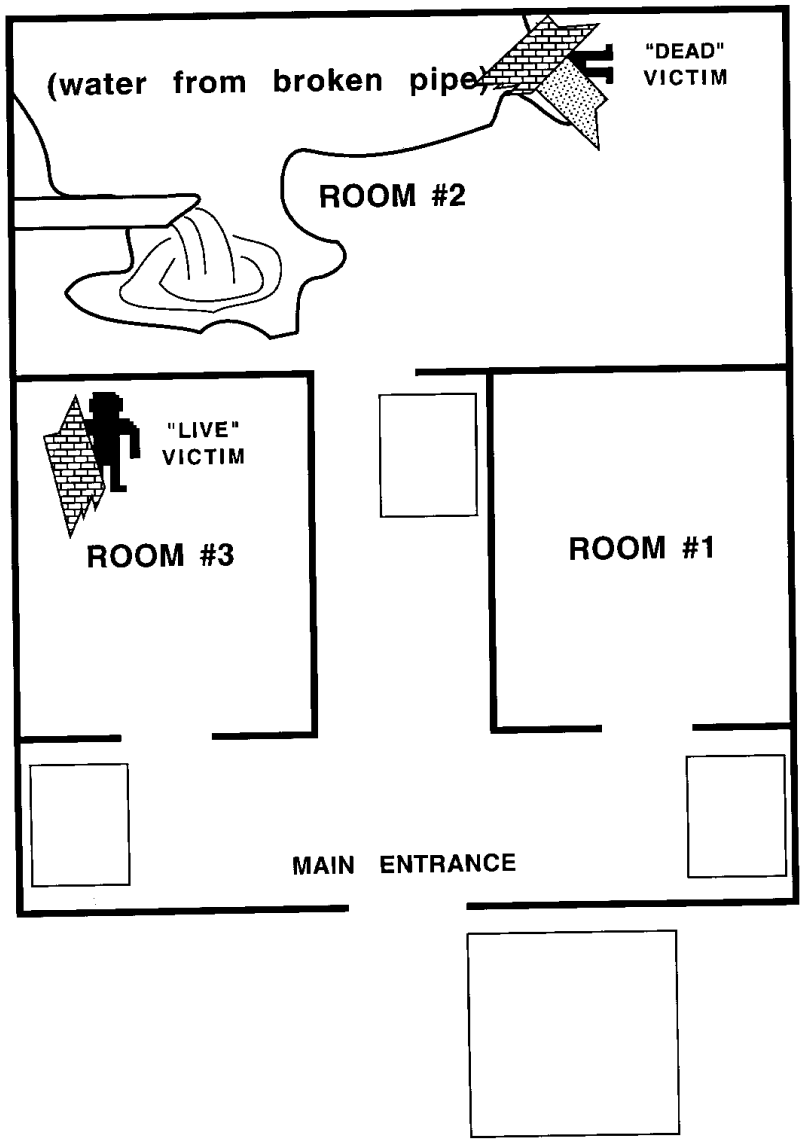 (water from broken pipe)
"DEAD"
VICTIM
ROOM #2
"LIVE"
VICTIM
ROOM #3
ROOM #1
MAIN ENTRANCE